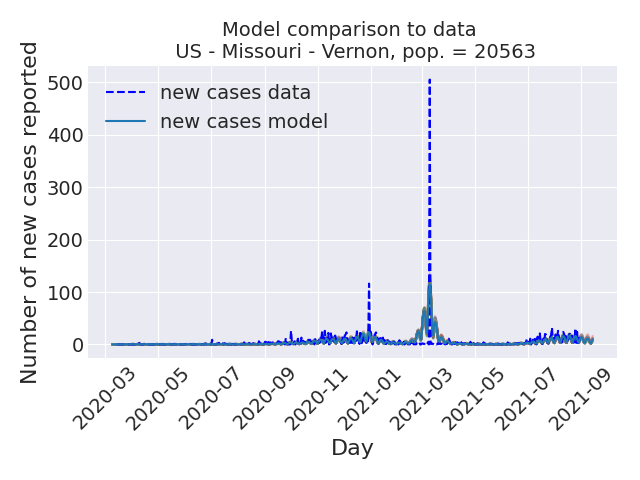 Model comparison to data
US - Missouri - Vernon, pop. = 20563
Number of new cases reported
500
400
300
200
100
0
new cases data
new cases model
2020-03
2020-05
2020-07
2020-09
2020-11
2021-01
2021-03
2021-05
2021-07
2021-09
Day